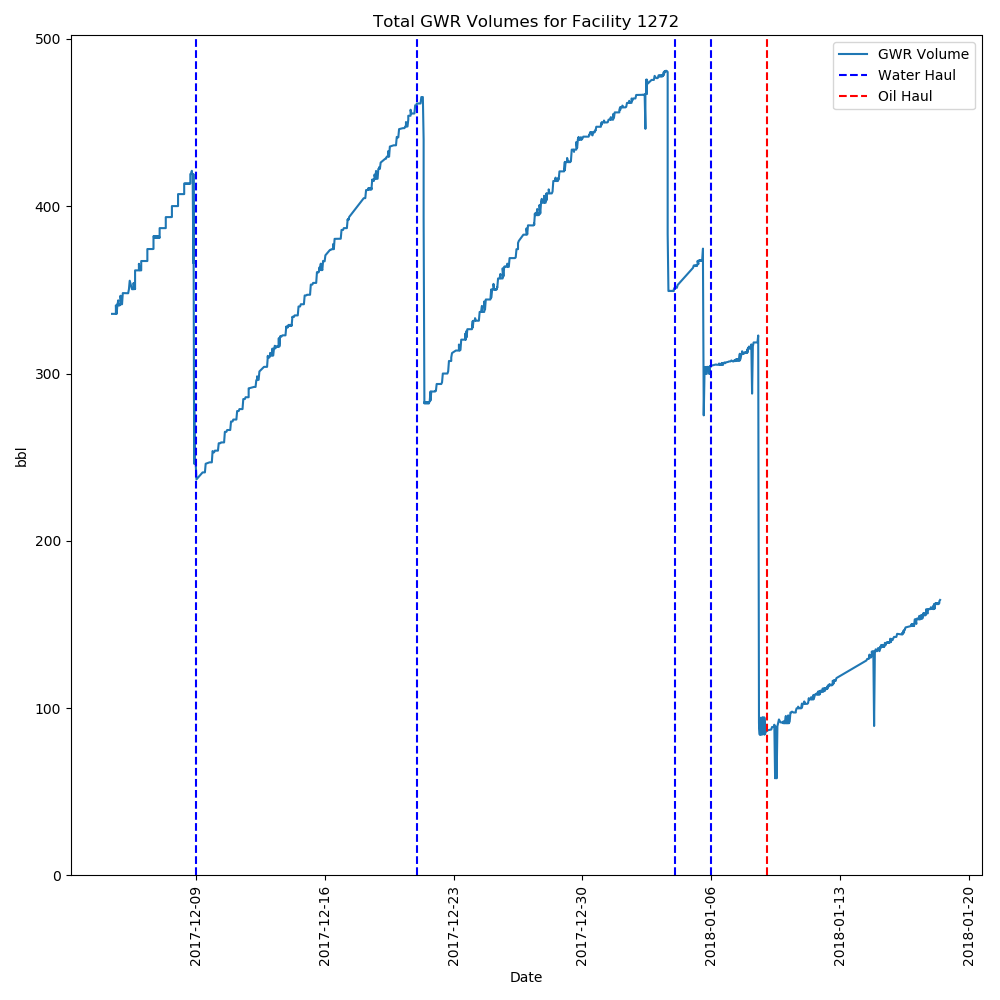 Total GWR Volumes for Facility 1272
GWR Volume
Water Haul
Oil Haul
500
400
300
200
100
0
bbl
2017-12-09
2017-12-16
2017-12-23
2017-12-30
2018-01-06
2018-01-13
2018-01-20
Date